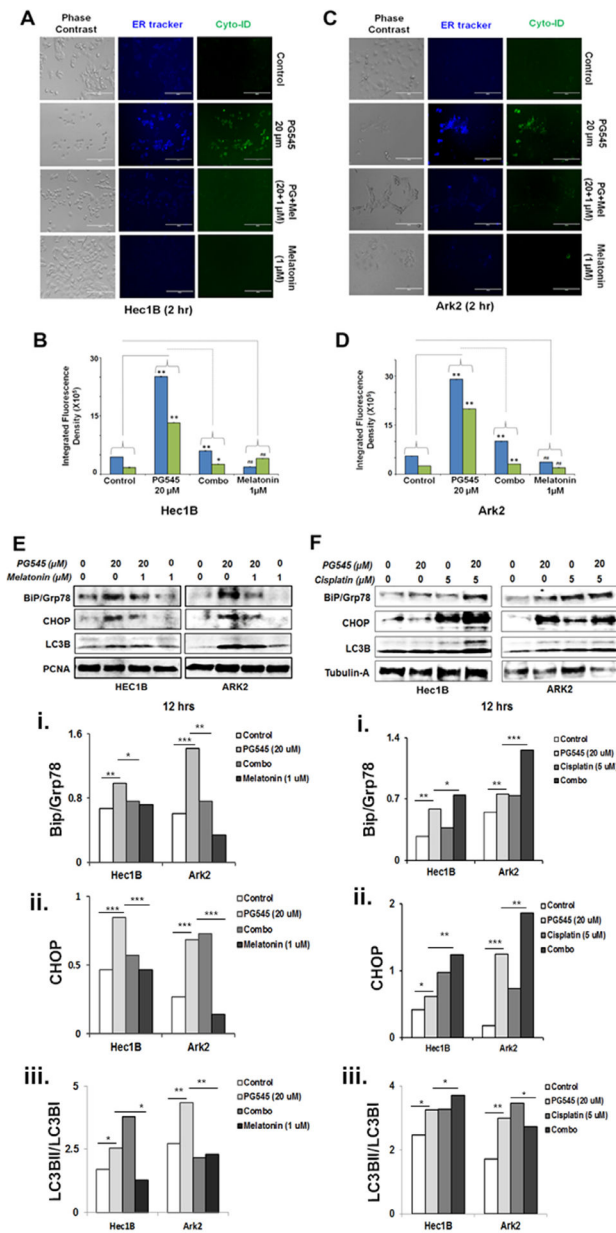 A
Phase Contrast
ER tracker
Cyto-ID
Control
PG545 20 µm
PG+Mel (20+1 µM)
Melatonin (1 µM)
Hec1B (2 hr)
C
Phase Contrast
ER tracker
Cyto-ID
Control
PG545 20 µm
PG+Mel (20+1 µM)
Melatonin (1 µM)
Ark2 (2 hr)
B
Integrated Fluorescence Density (X10⁶)
30
15
0
**
**
**
*
ns
ns
Control
PG545 20 µM
Combo
Melatonin 1µM
Hec1B
D
Integrated Fluorescence Density (X10⁶)
30
15
0
**
**
**
**
ns
ns
Control
PG545 20 µM
Combo
Melatonin 1µM
Ark2
E
PG545 (µM) 0 20 20 0 0 20 20 0
Melatonin (µM) 0 0 1 1 0 0 1 1
BiP/Grp78
CHOP
LC3B
PCNA
HEC1B
ARK2
12 hrs
F
PG545 (µM) 0 20 0 20 0 20 0 20
Cisplatin (µM) 0 0 5 5 0 0 5 5
BiP/Grp78
CHOP
LC3B
Tubulin-A
Hec1B
ARK2
12 hrs
i.
Bip/Grp78
1.6
0.8
0
**
*
***
**
Control
PG545 (20 uM)
Combo
Melatonin (1 uM)
Hec1B
Ark2
i.
Bip/Grp78
1.4
0.7
0
**
*
**
***
Control
PG545 (20 uM)
Cisplatin (5 uM)
Combo
Hec1B
Ark2
ii.
CHOP
1
0.5
0
***
***
***
***
Control
PG545 (20 uM)
Combo
Melatonin (1 uM)
Hec1B
Ark2
ii.
CHOP
2
1
0
*
**
***
**
Control
PG545 (20 uM)
Cisplatin (5 uM)
Combo
Hec1B
Ark2
iii.
LC3BII/LC3BI
5
2.5
0
*
*
**
**
Control
PG545 (20 uM)
Combo
Melatonin (1 uM)
Hec1B
Ark2
iii.
LC3BII/LC3BI
4
2
0
*
*
**
*
Control
PG545 (20 uM)
Cisplatin (5 uM)
Combo
Hec1B
Ark2